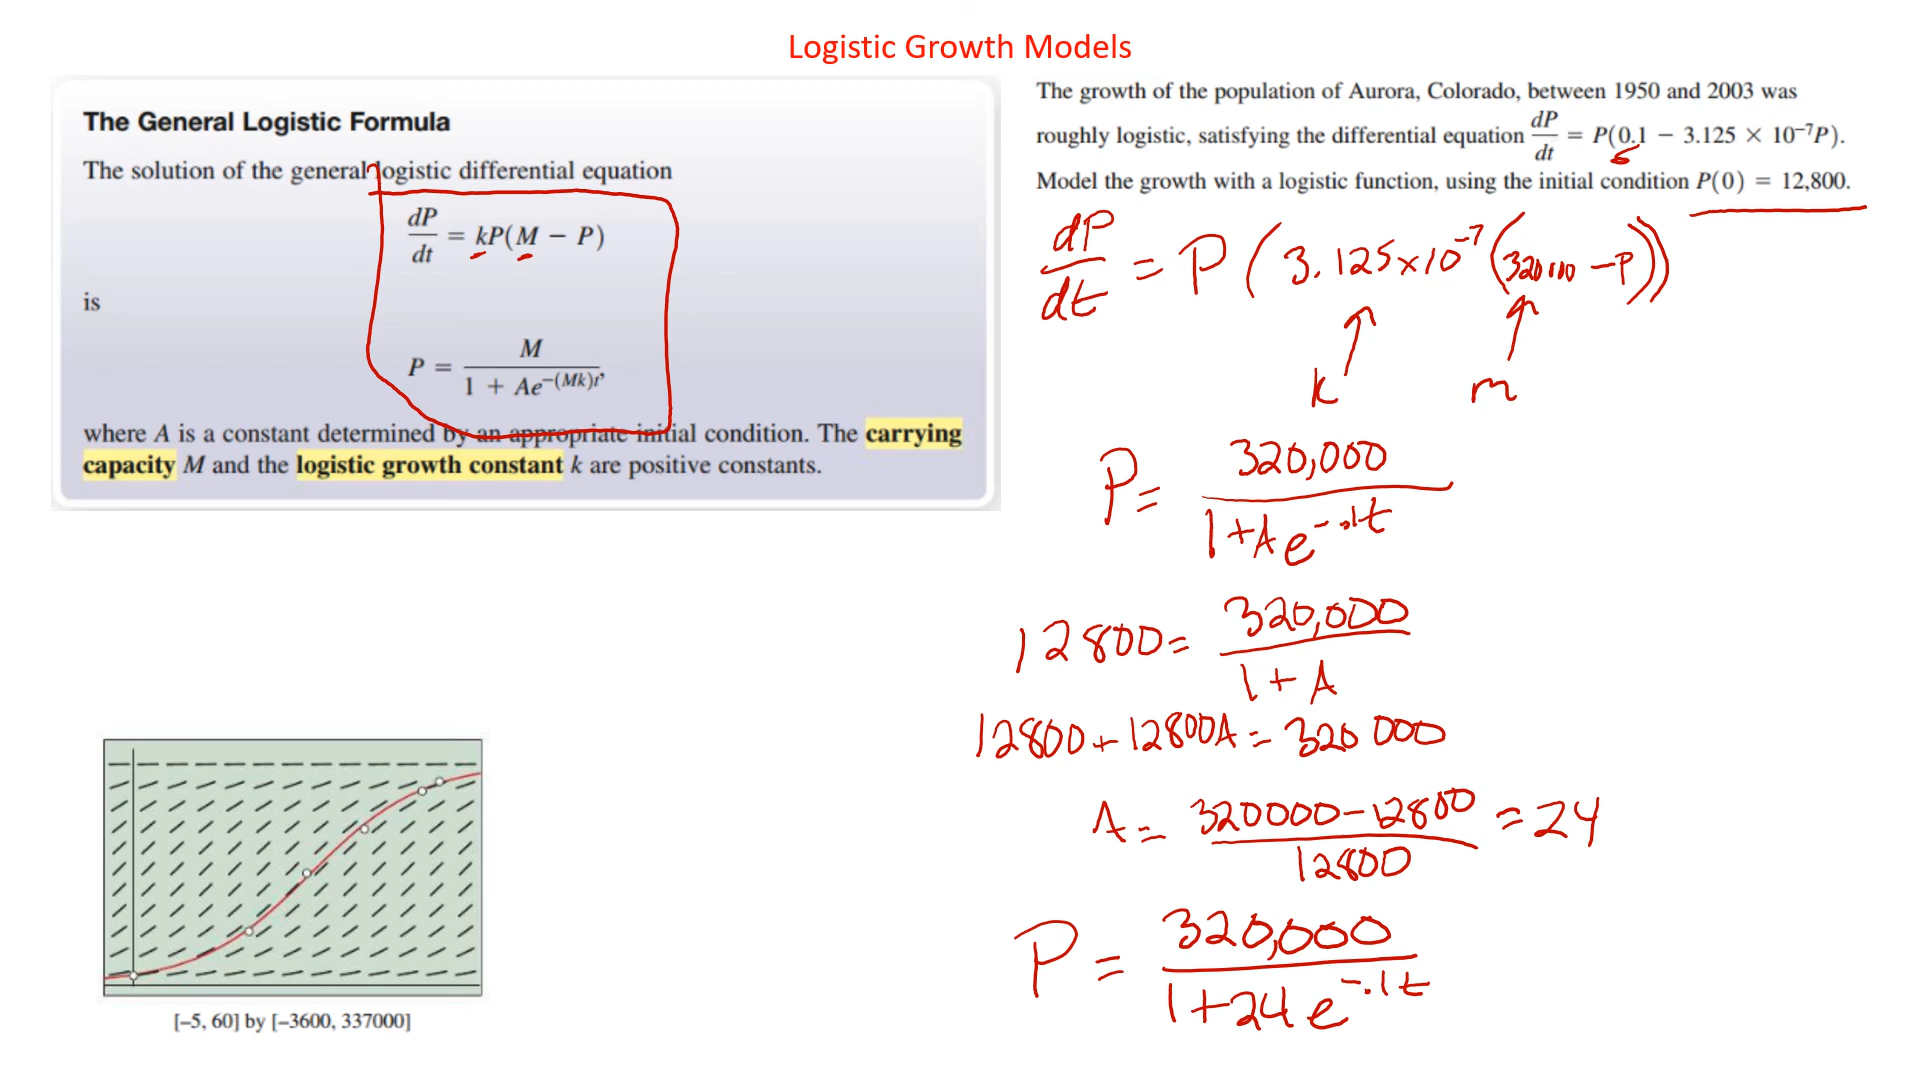 Logistic Growth Models
The General Logistic Formula
The solution of the general logistic differential equation
dP/dt = kP(M − P)
is
P = M / (1 + Ae^−(Mk)t),
where A is a constant determined by an appropriate initial condition. The carrying
capacity M and the logistic growth constant k are positive constants.
[−5, 60] by [−3600, 337000]
The growth of the population of Aurora, Colorado, between 1950 and 2003 was
roughly logistic, satisfying the differential equation dP/dt = P(0.1 − 3.125 × 10^−7P).
Model the growth with a logistic function, using the initial condition P(0) = 12,800.
dP/dt = P(3.125×10^-7(320000 −P))
k m
P = 320,000 / (1+Ae^-.1t)
12800 = 320,000 / (1+A)
12800+12800A = 320000
A = (320000−12800) / 12800 = 24
P = 320,000 / (1+24e^-.1t)